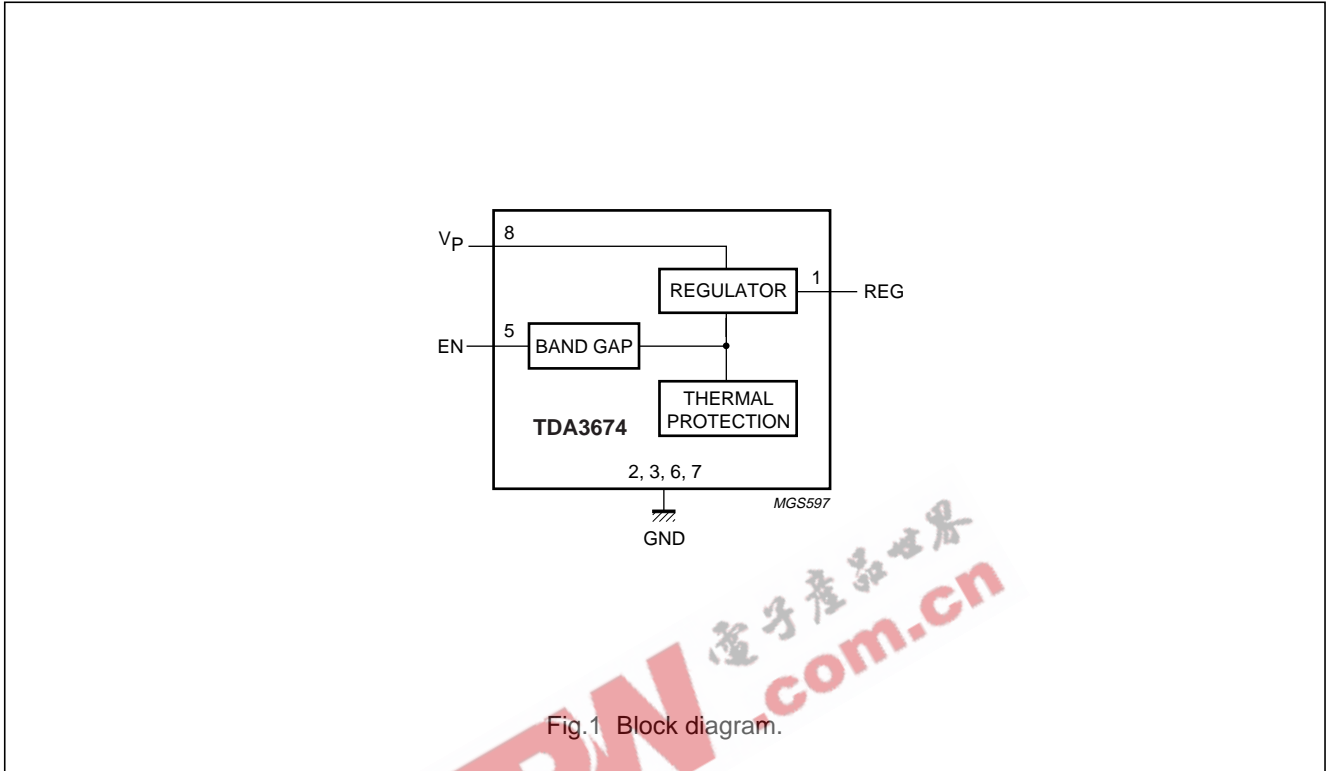 V_P
8
REGULATOR
1
REG
EN
5
BAND GAP
THERMAL
PROTECTION
TDA3674
2, 3, 6, 7
MGS597
GND
電子產品世界
.com.cn
Fig.1 Block diagram.